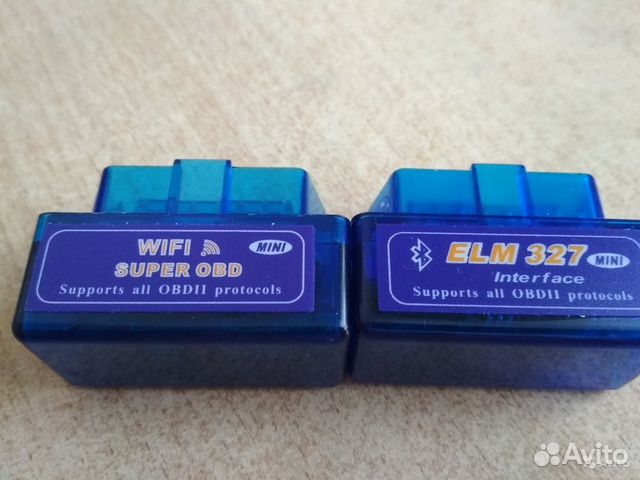 WIFI MINI
SUPER OBD
Supports all OBDII protocols
ELM 327 MINI
Interface
Supports all OBDII protocols
Avito